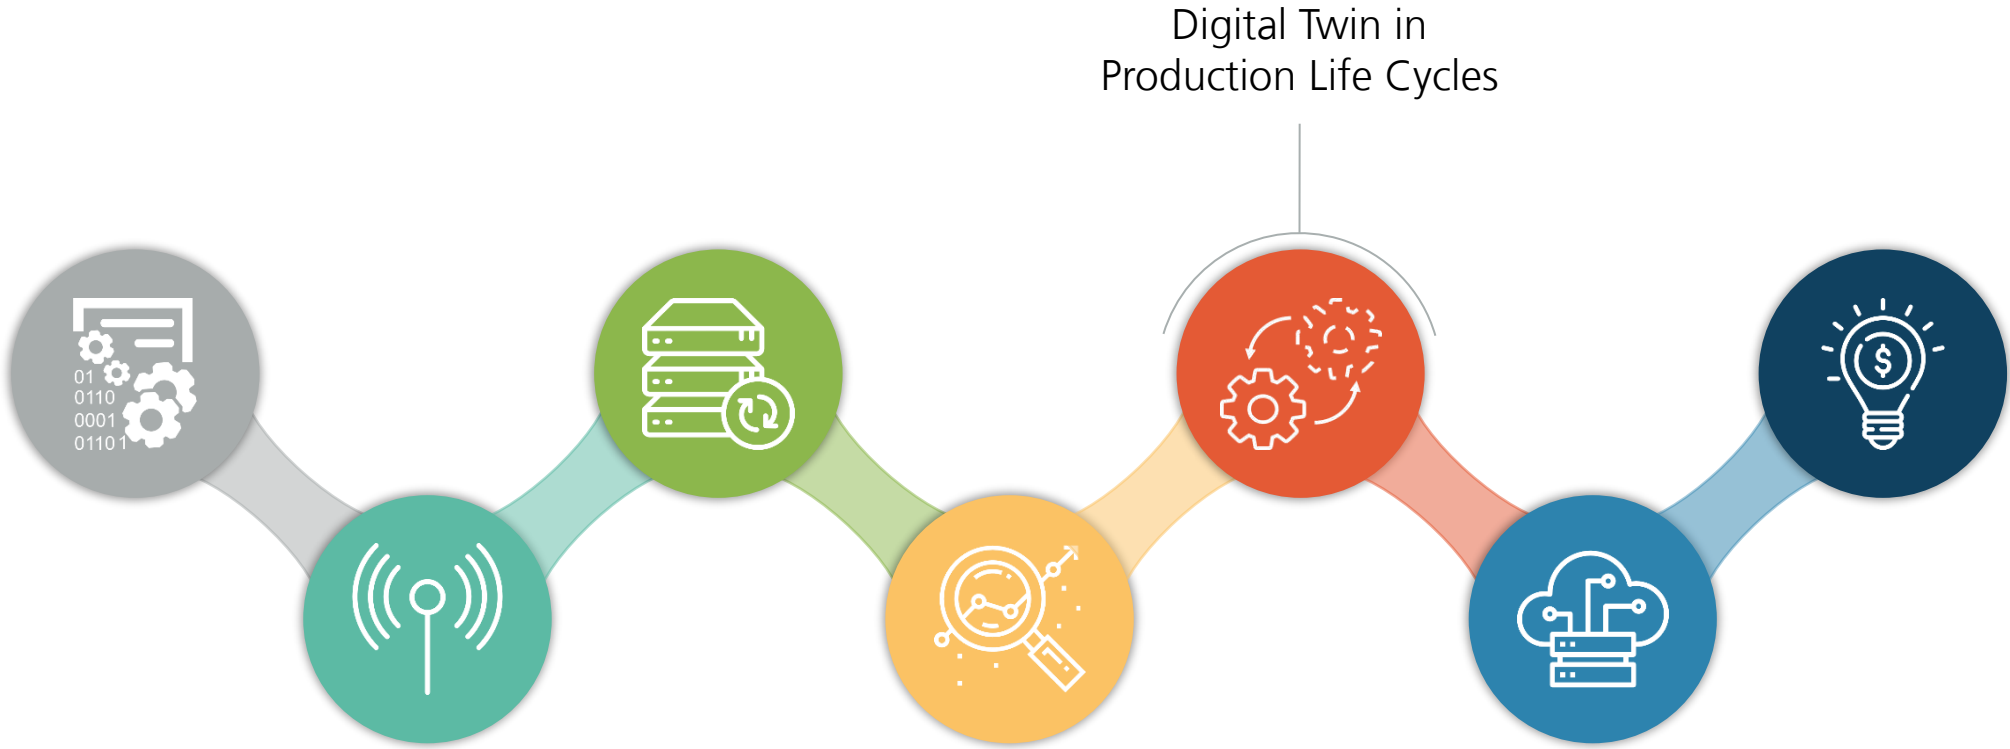 Digital Twin in
Production Life Cycles
01
0110
0001
01101
$